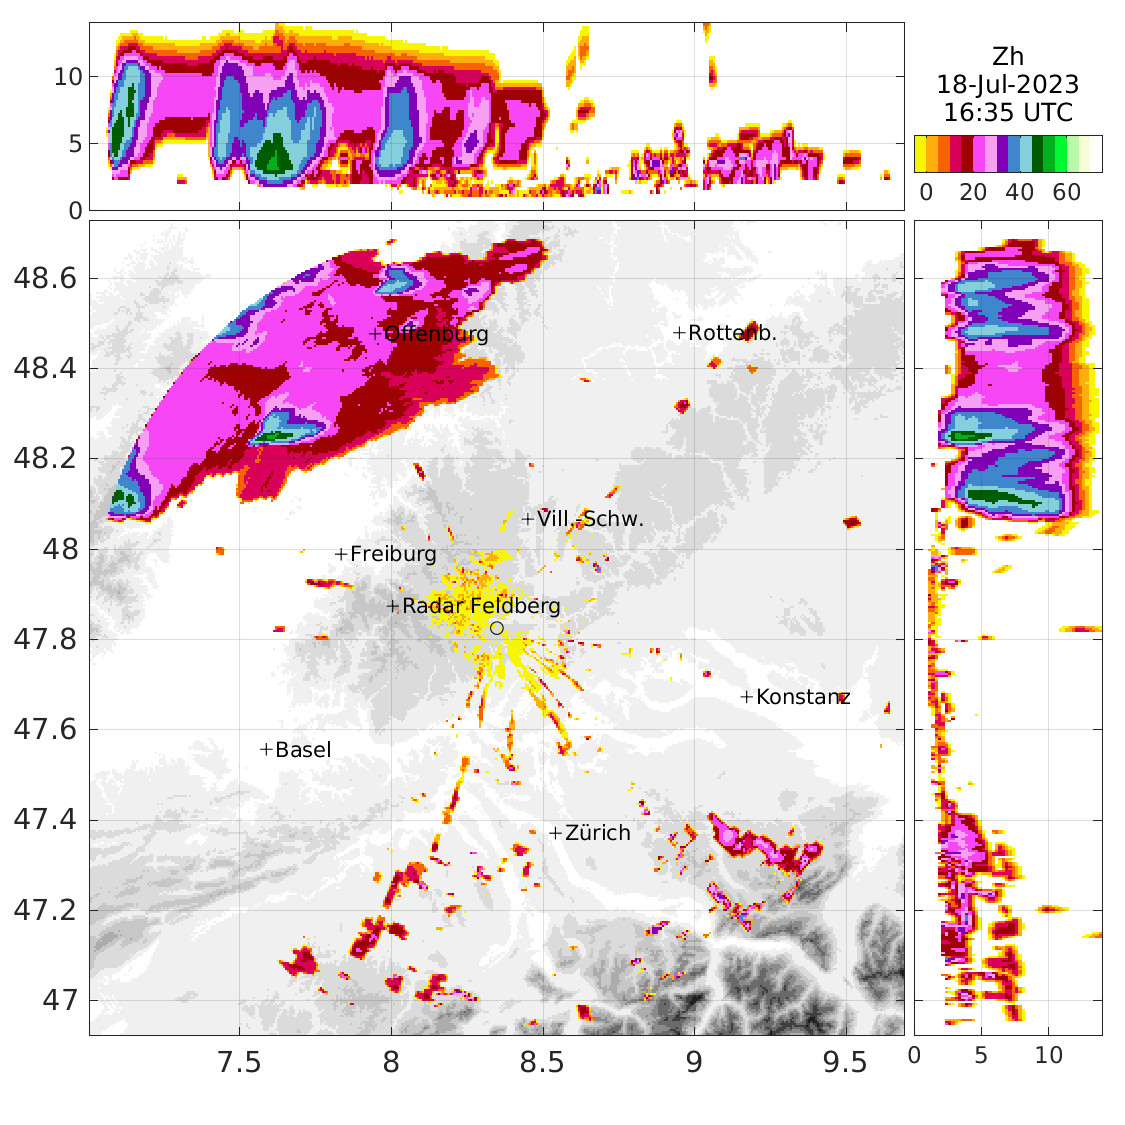 Zh
18-Jul-2023
16:35 UTC
0 20 40 60
10
5
0
48.6
48.4
48.2
48
47.8
47.6
47.4
47.2
47
+Offenburg
+Rottenb.
+Vill.-Schw.
+Freiburg
+Radar Feldberg
+Konstanz
+Basel
+Zürich
7.5 8 8.5 9 9.5
0 5 10